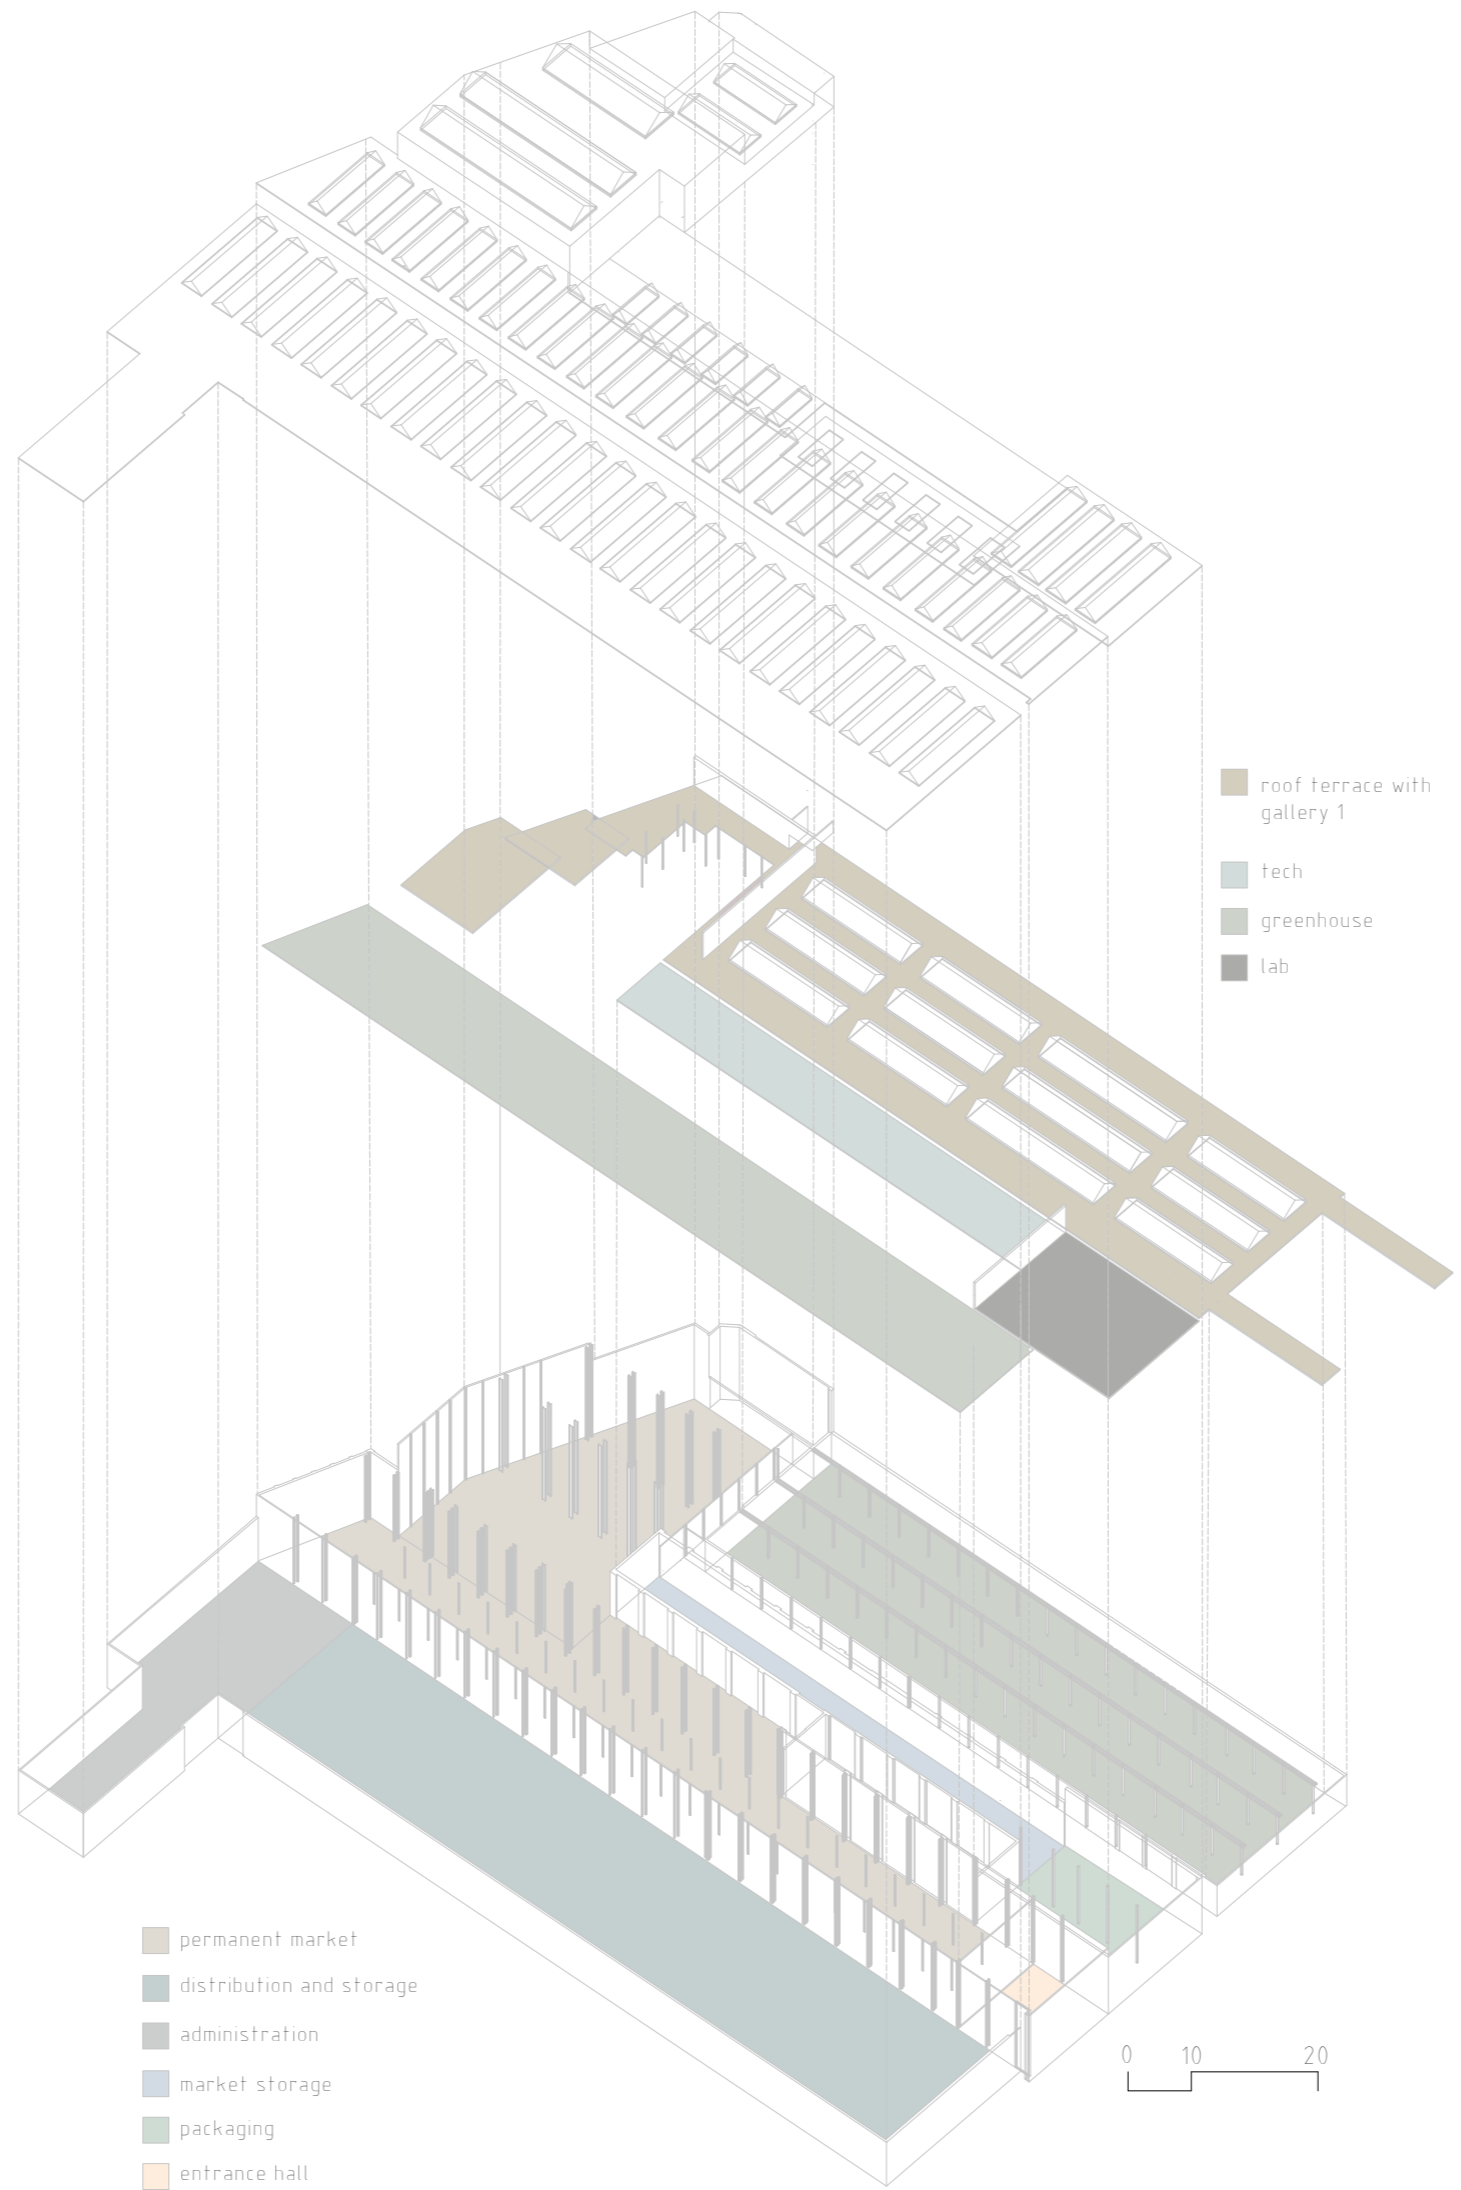 roof terrace with
gallery 1
tech
greenhouse
lab
permanent market
distribution and storage
administration
market storage
packaging
entrance hall
0 10 20